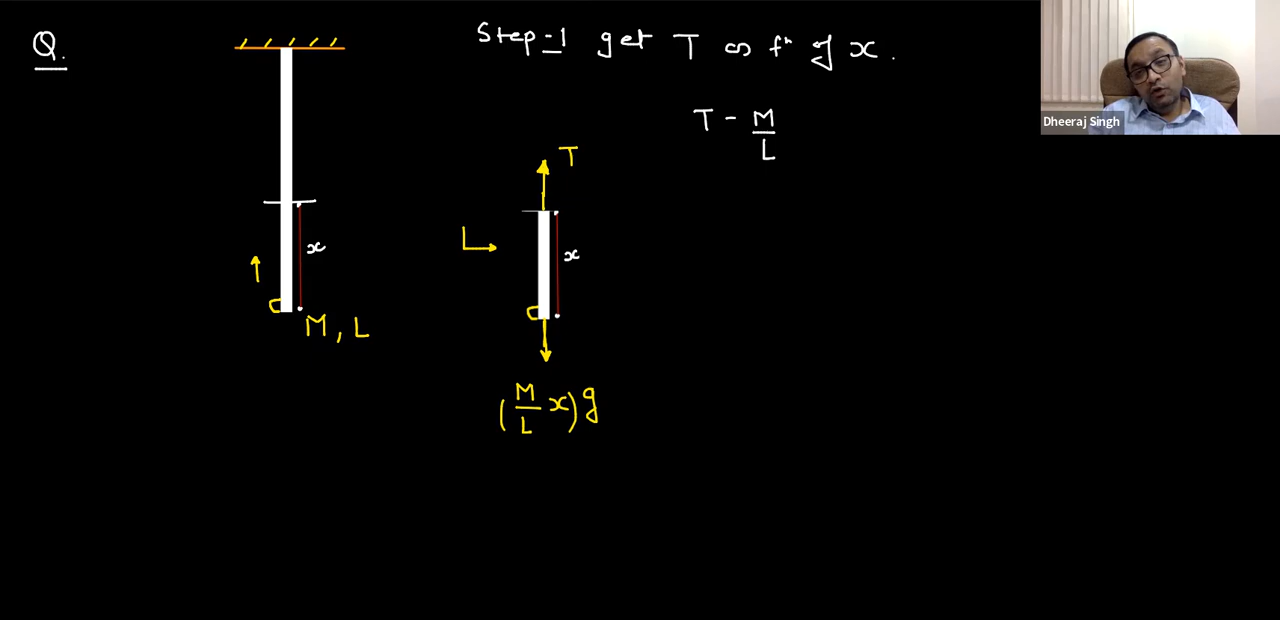 Q.
Step-1 get T as fⁿ of x.
Dheeraj Singh
T - M/L
T
x
x
M, L
(M/L x)g